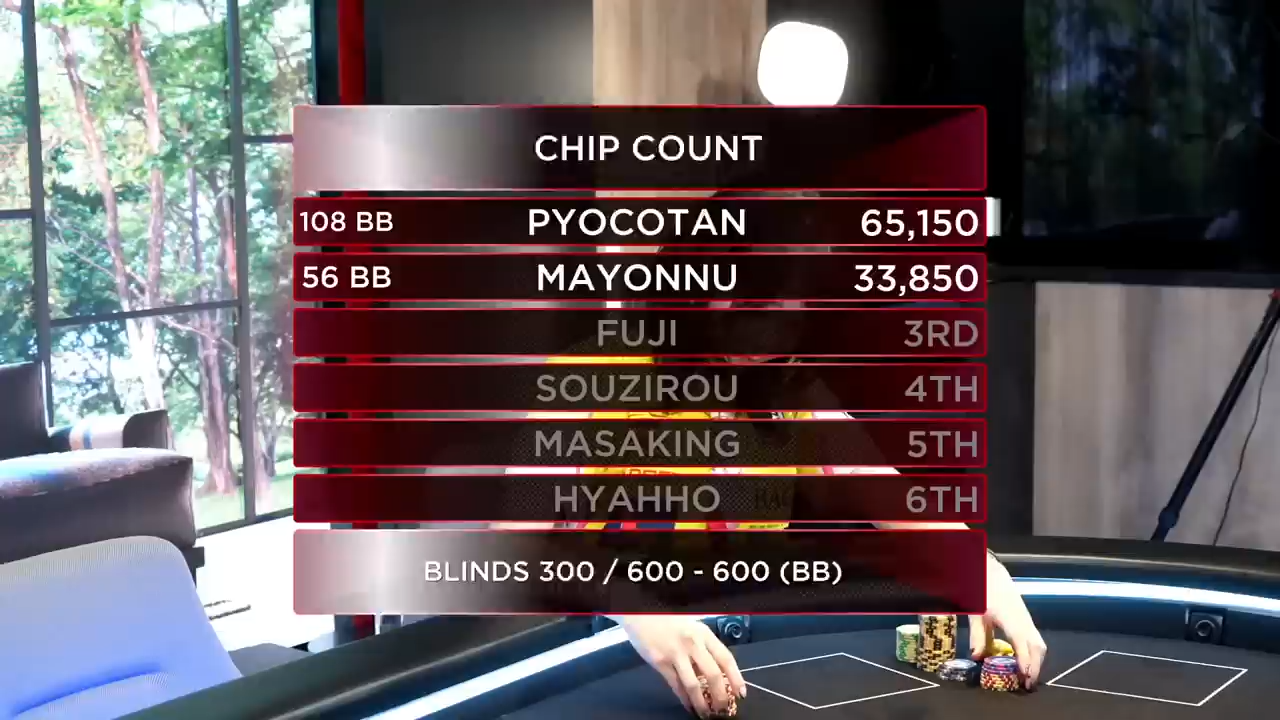 CHIP COUNT
108 BB PYOCOTAN 65,150
56 BB MAYONNU 33,850
FUJI 3RD
SOUZIROU 4TH
MASAKING 5TH
HYAHHO 6TH
BLINDS 300 / 600 - 600 (BB)